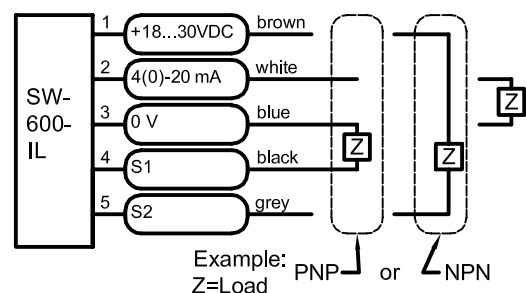 SW-
600-
IL
1 +18...30VDC brown
2 4(0)-20 mA white
3 0 V blue
4 S1 black
5 S2 grey
Z
Z
Z
Example:
Z=Load
PNP or NPN